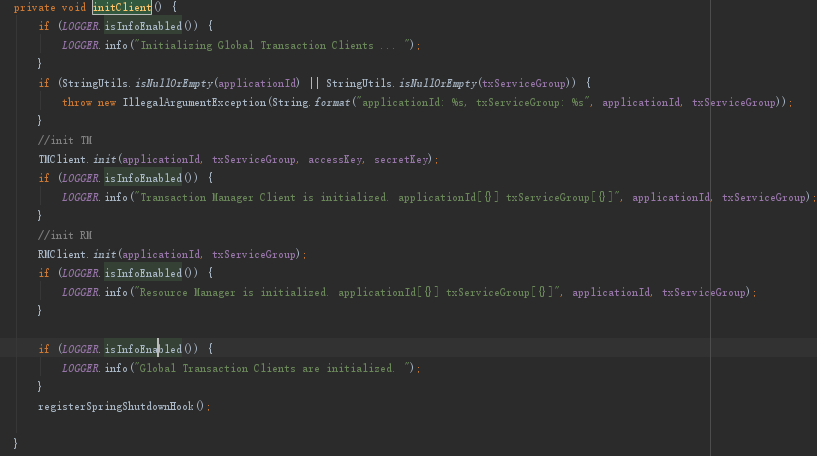 private void initClient() {
if (LOGGER.isInfoEnabled()) {
LOGGER.info("Initializing Global Transaction Clients ... ");
}
if (StringUtils.isNullOrEmpty(applicationId) || StringUtils.isNullOrEmpty(txServiceGroup)) {
throw new IllegalArgumentException(String.format("applicationId: %s, txServiceGroup: %s", applicationId, txServiceGroup));
}
//init TM
TMClient.init(applicationId, txServiceGroup, accessKey, secretKey);
if (LOGGER.isInfoEnabled()) {
LOGGER.info("Transaction Manager Client is initialized. applicationId[{}] txServiceGroup[{}]", applicationId, txServiceGroup);
}
//init RM
RMClient.init(applicationId, txServiceGroup);
if (LOGGER.isInfoEnabled()) {
LOGGER.info("Resource Manager is initialized. applicationId[{}] txServiceGroup[{}]", applicationId, txServiceGroup);
}
if (LOGGER.isInfoEnabled()) {
LOGGER.info("Global Transaction Clients are initialized. ");
}
registerSpringShutdownHook();
}